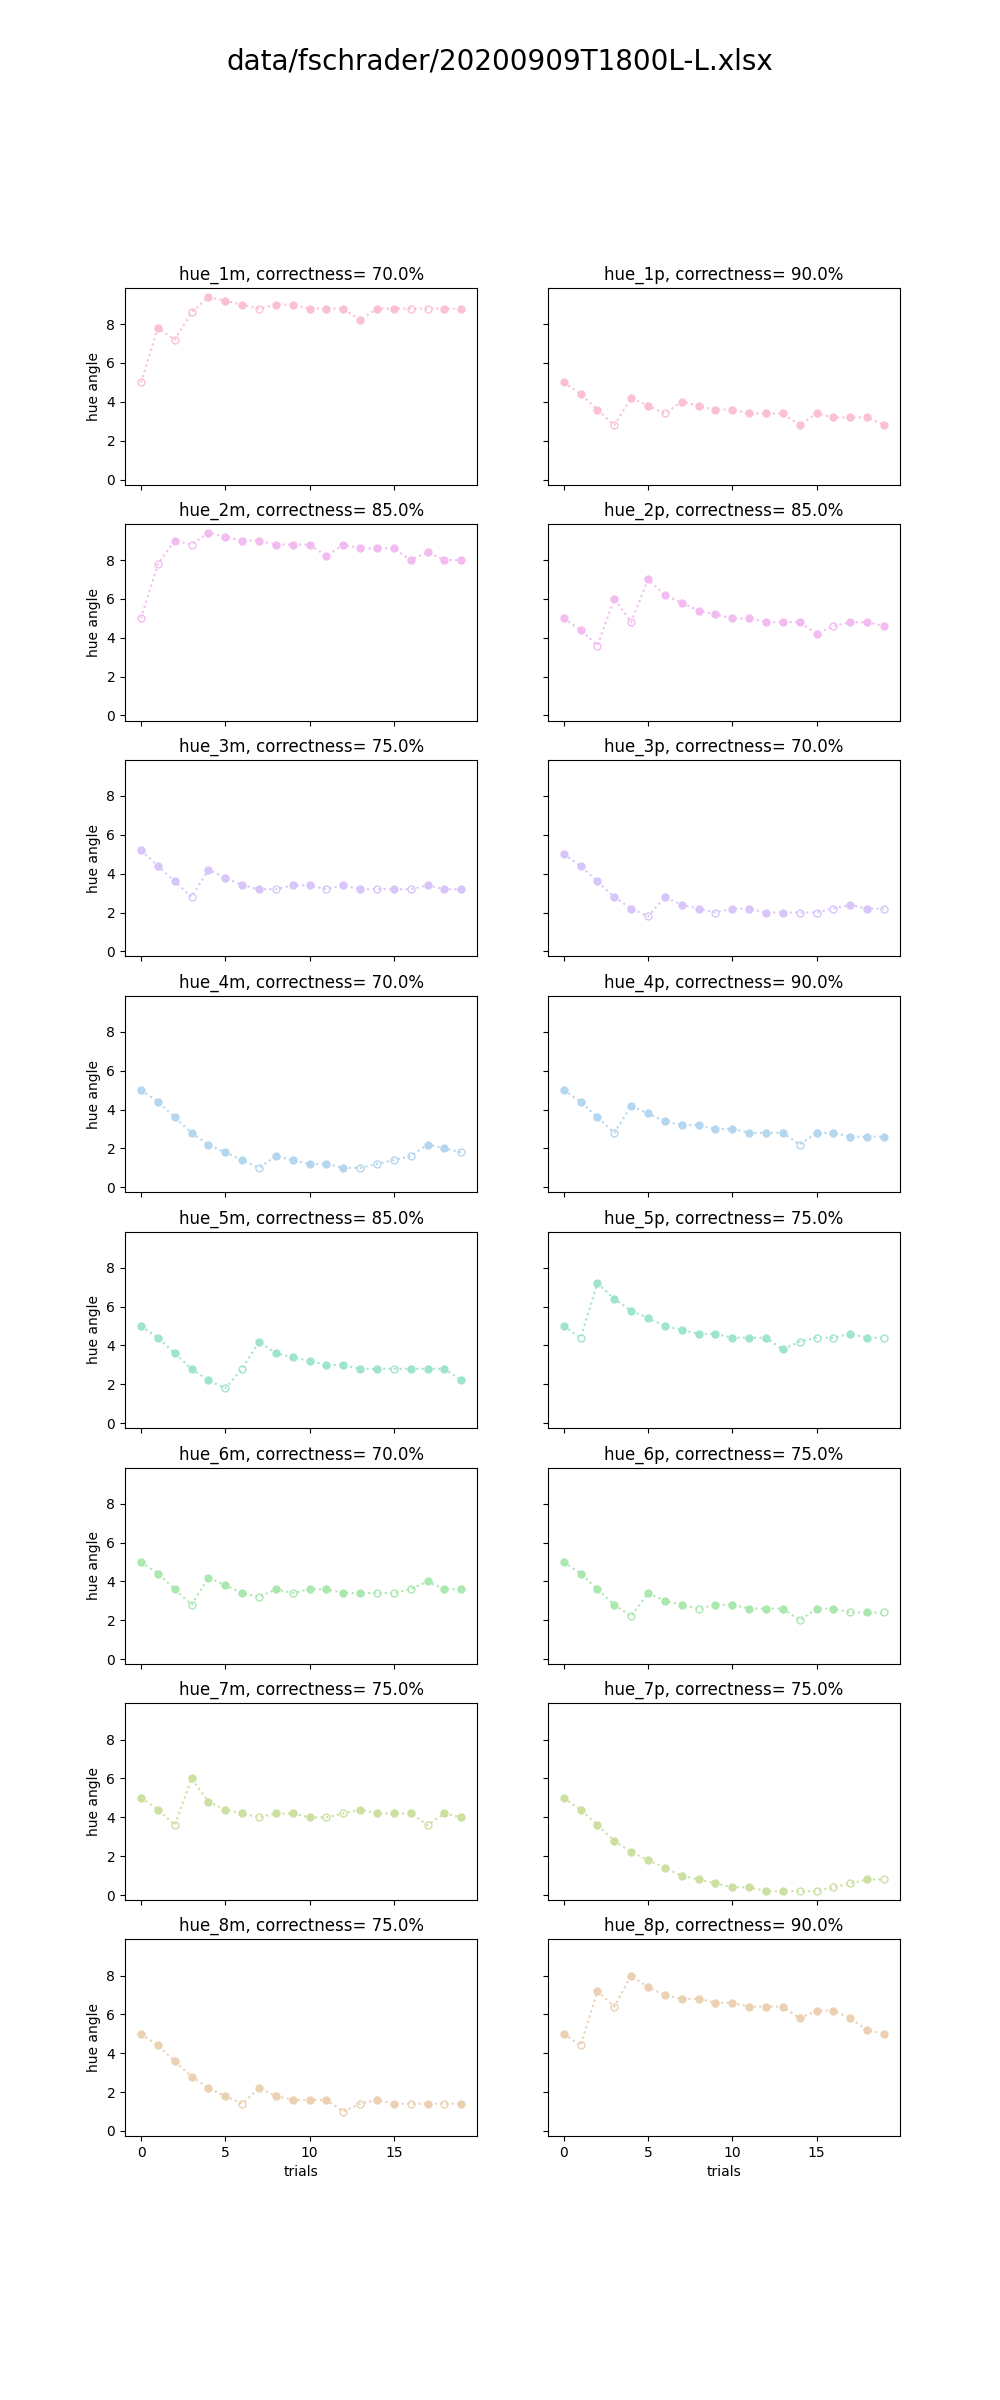 data/fschrader/20200909T1800L-L.xlsx
hue_1m, correctness= 70.0%
hue angle
8
6
4
2
0
hue_1p, correctness= 90.0%
hue_2m, correctness= 85.0%
hue angle
8
6
4
2
0
hue_2p, correctness= 85.0%
hue_3m, correctness= 75.0%
hue angle
8
6
4
2
0
hue_3p, correctness= 70.0%
hue_4m, correctness= 70.0%
hue angle
8
6
4
2
0
hue_4p, correctness= 90.0%
hue_5m, correctness= 85.0%
hue angle
8
6
4
2
0
hue_5p, correctness= 75.0%
hue_6m, correctness= 70.0%
hue angle
8
6
4
2
0
hue_6p, correctness= 75.0%
hue_7m, correctness= 75.0%
hue angle
8
6
4
2
0
hue_7p, correctness= 75.0%
hue_8m, correctness= 75.0%
hue angle
8
6
4
2
0
0 5 10 15
trials
hue_8p, correctness= 90.0%
0 5 10 15
trials